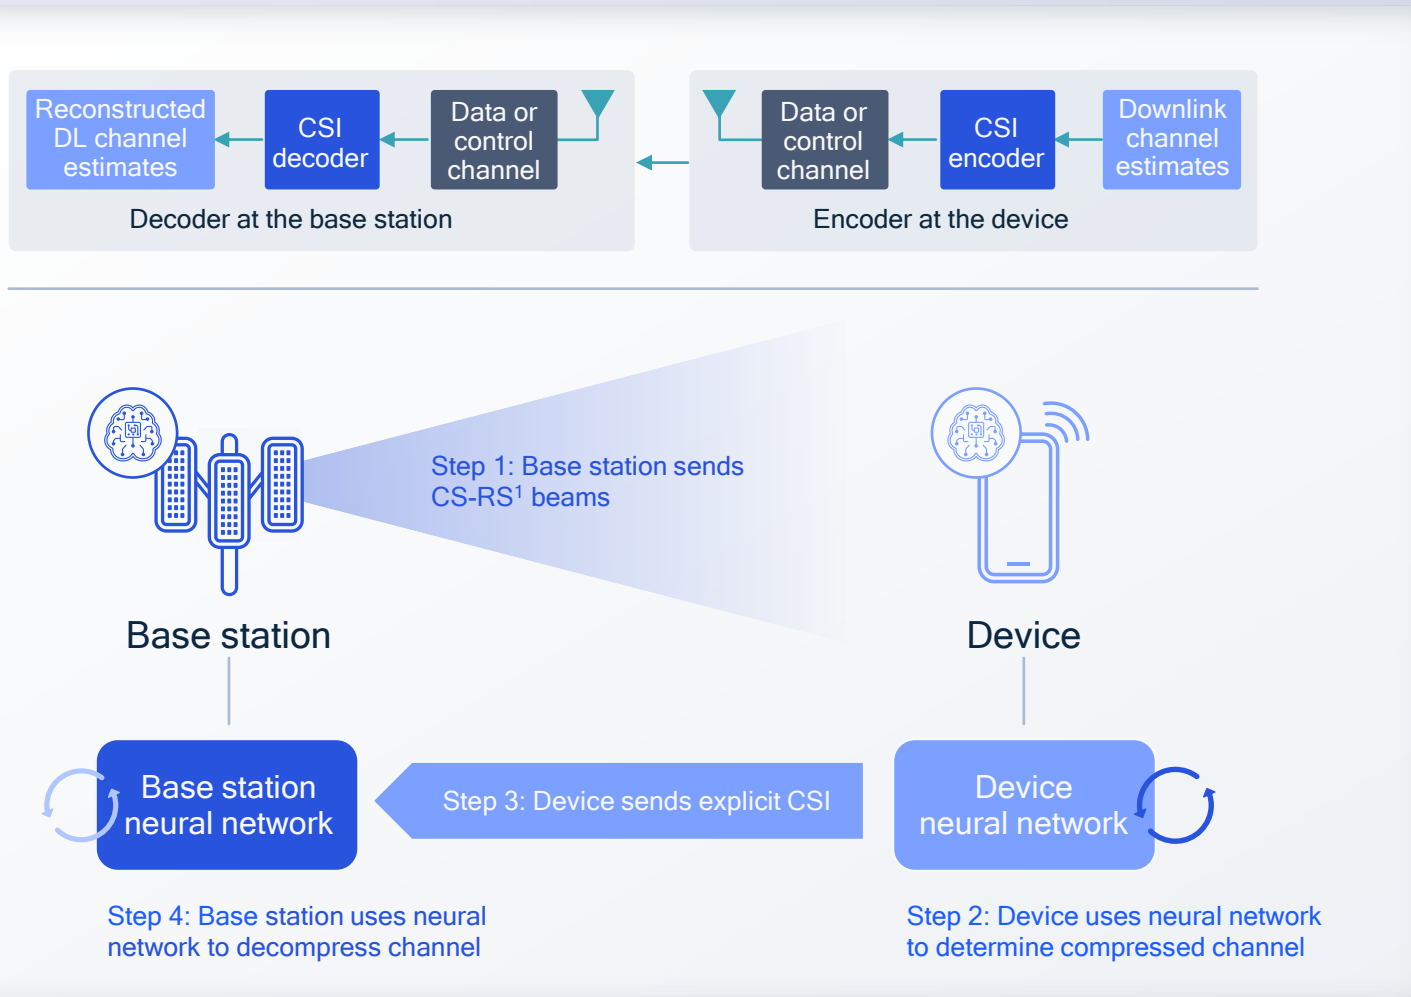 Reconstructed
DL channel
estimates
CSI
decoder
Data or
control
channel
Decoder at the base station
Data or
control
channel
CSI
encoder
Downlink
channel
estimates
Encoder at the device
Step 1: Base station sends
CS-RS¹ beams
Base station
Device
Base station
neural network
Step 3: Device sends explicit CSI
Device
neural network
Step 4: Base station uses neural
network to decompress channel
Step 2: Device uses neural network
to determine compressed channel